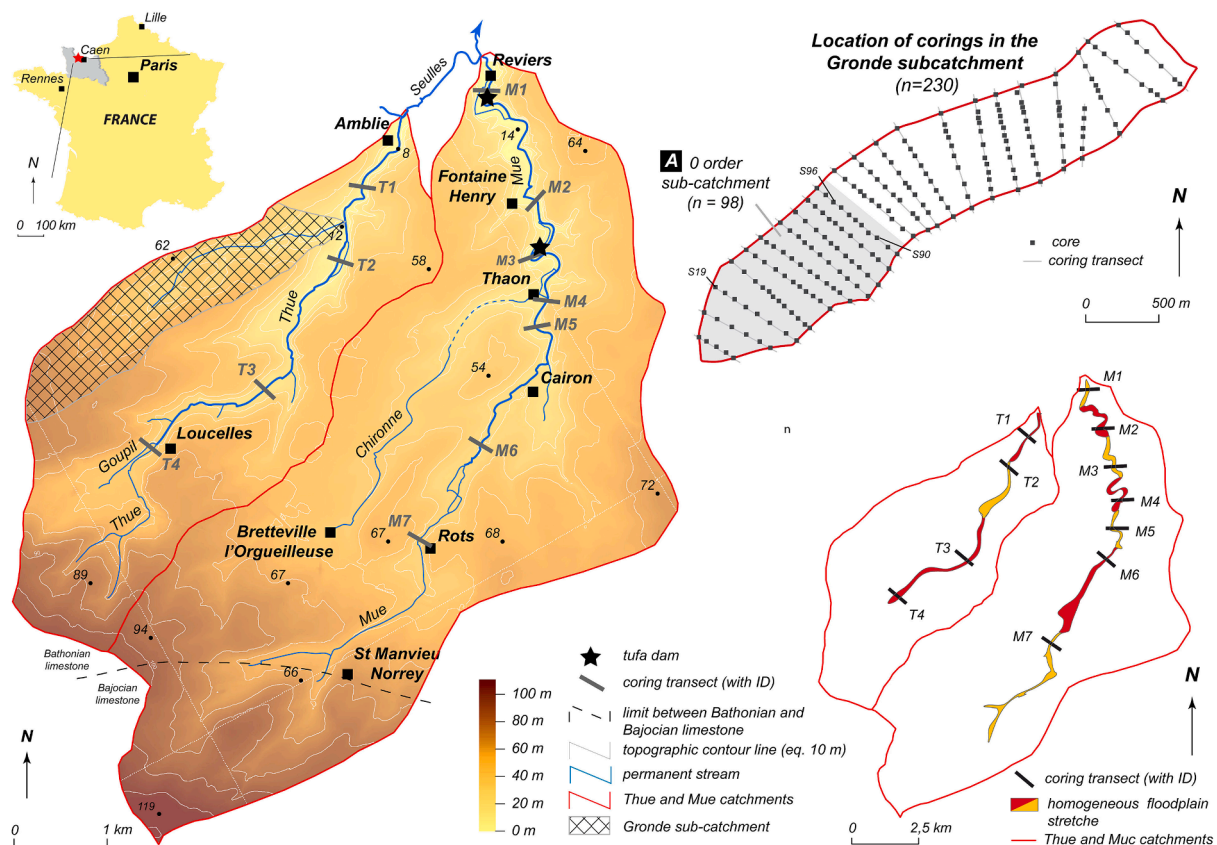 Lille
Caen
Paris
Rennes
FRANCE
N
0 100 km
Seulles
Reviers
M1
Amblie
8
14
64
Mue
T1
Fontaine
Henry
M2
62
42
T2
58
M3
Thaon
M4
M5
Thue
54
Cairon
T3
Chironne
Loucelles
Goupil
T4
M6
72
Thue
Bretteville
l'Orgueilleuse
67
M7
Rots
68
89
67
Mue
94
Bathonian
limestone
Bajocian
limestone
66
St Manvieu
Norrey
119
N
0 1 km
100 m
80 m
60 m
40 m
20 m
0 m
tufa dam
coring transect (with ID)
limit between Bathonian and
Bajocian limestone
topographic contour line (eq. 10 m)
permanent stream
Thue and Mue catchments
Gronde sub-catchment
Location of corings in the
Gronde subcatchment
(n=230)
A 0 order
sub-catchment
(n = 98)
S96
S90
S19
N
core
coring transect
0 500 m
n
M1
T1
M2
T2
M3
M4
M5
T3
M6
T4
M7
N
coring transect (with ID)
homogeneous floodplain
stretche
0 2,5 km
Thue and Muc catchments